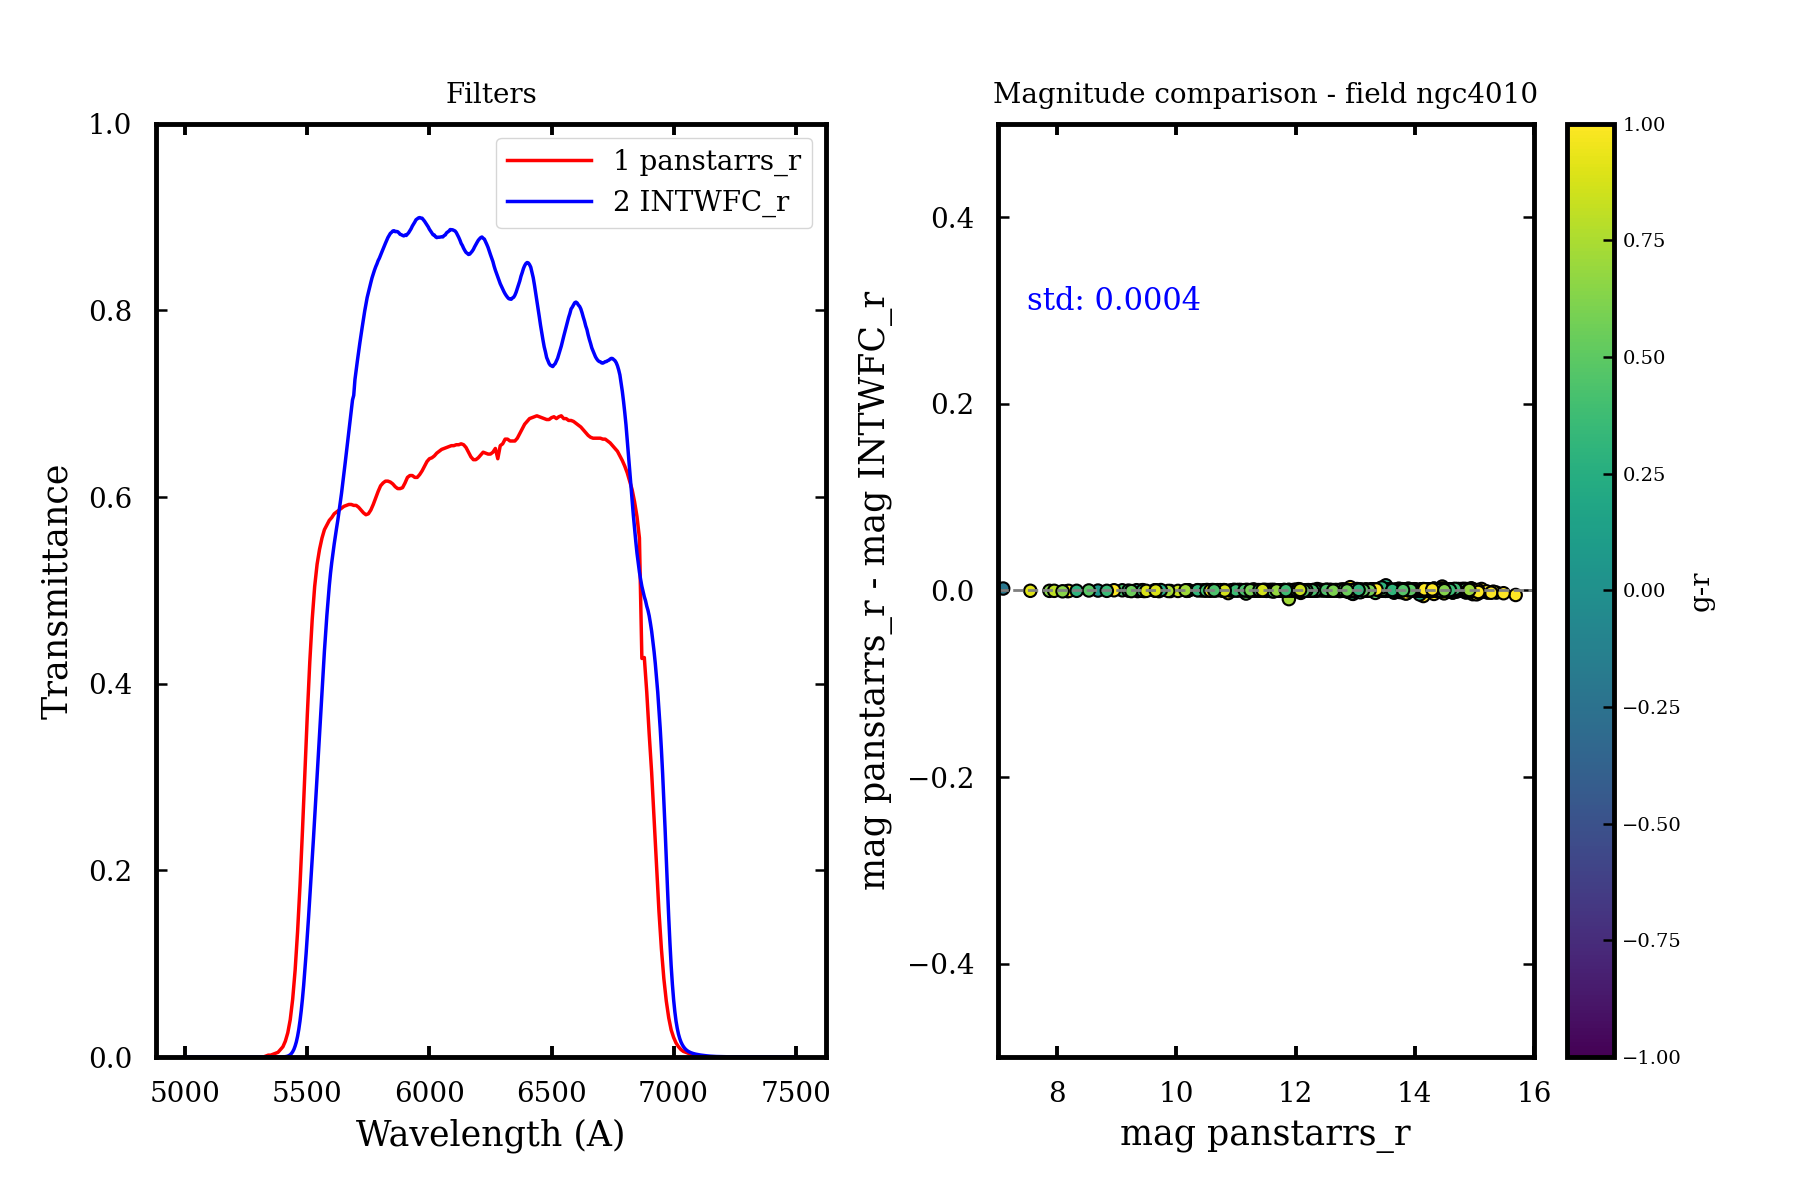 Filters
1.0
0.8
0.6
0.4
0.2
0.0
Transmittance
1 panstarrs_r
2 INTWFC_r
5000 5500 6000 6500 7000 7500
Wavelength (A)
Magnitude comparison - field ngc4010
0.4
0.2
0.0
−0.2
−0.4
mag panstarrs_r - mag INTWFC_r
std: 0.0004
8 10 12 14 16
mag panstarrs_r
1.00
0.75
0.50
0.25
0.00
−0.25
−0.50
−0.75
−1.00
g-r